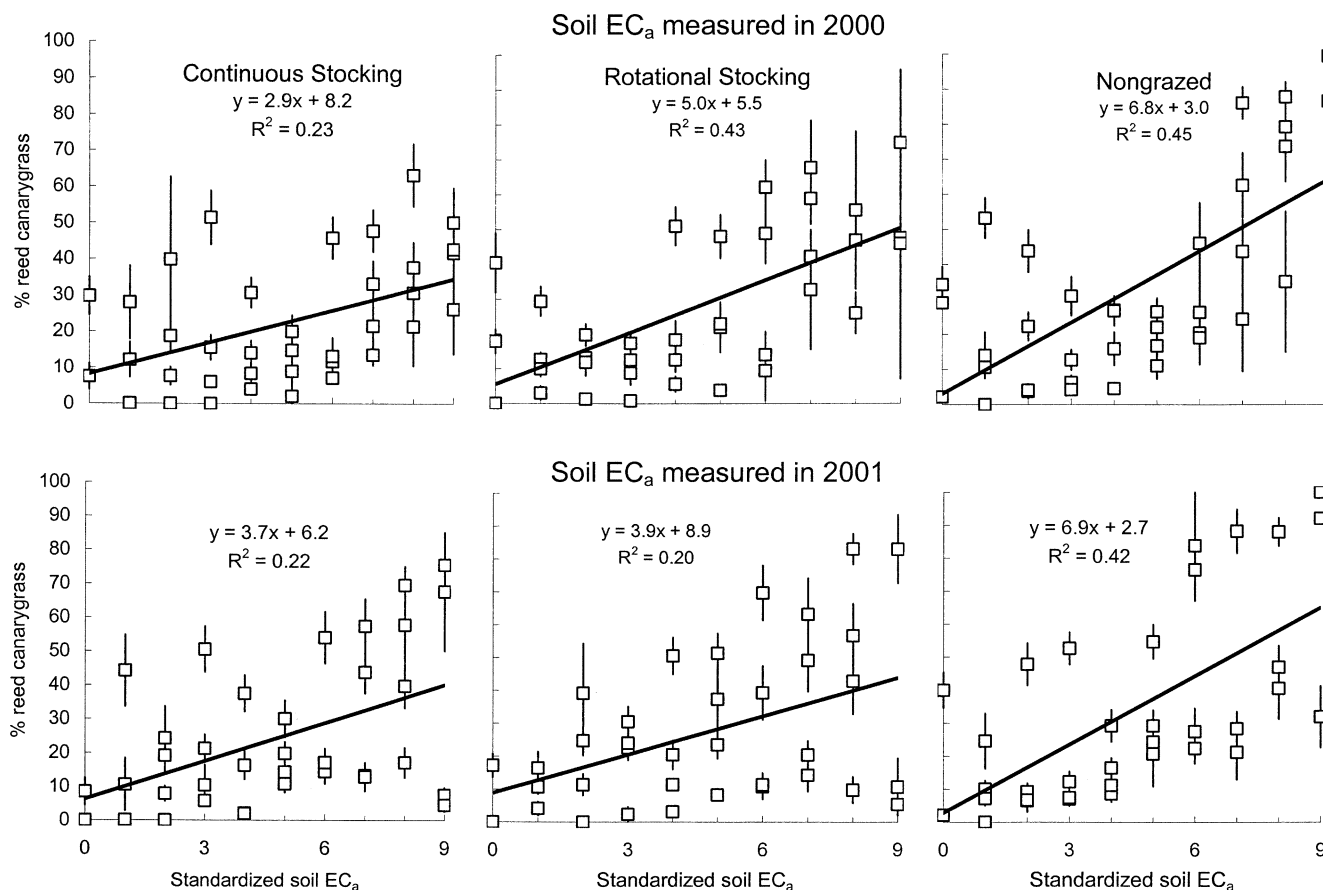 Soil ECa measured in 2000
Continuous Stocking
y = 2.9x + 8.2
R² = 0.23
Rotational Stocking
y = 5.0x + 5.5
R² = 0.43
Nongrazed
y = 6.8x + 3.0
R² = 0.45
% reed canarygrass
100
90
80
70
60
50
40
30
20
10
0
Soil ECa measured in 2001
y = 3.7x + 6.2
R² = 0.22
y = 3.9x + 8.9
R² = 0.20
y = 6.9x + 2.7
R² = 0.42
% reed canarygrass
100
90
80
70
60
50
40
30
20
10
0
0 3 6 9
0 3 6 9
0 3 6 9
Standardized soil ECa
Standardized soil ECa
Standardized soil ECa